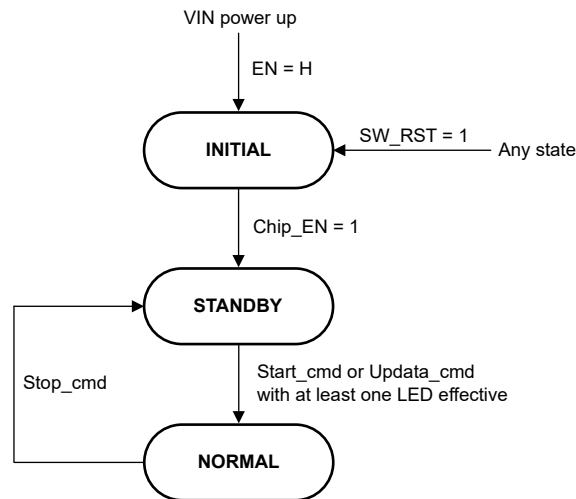 VIN power up
EN = H
INITIAL
SW_RST = 1
Any state
Chip_EN = 1
STANDBY
Stop_cmd
Start_cmd or Updata_cmd
with at least one LED effective
NORMAL